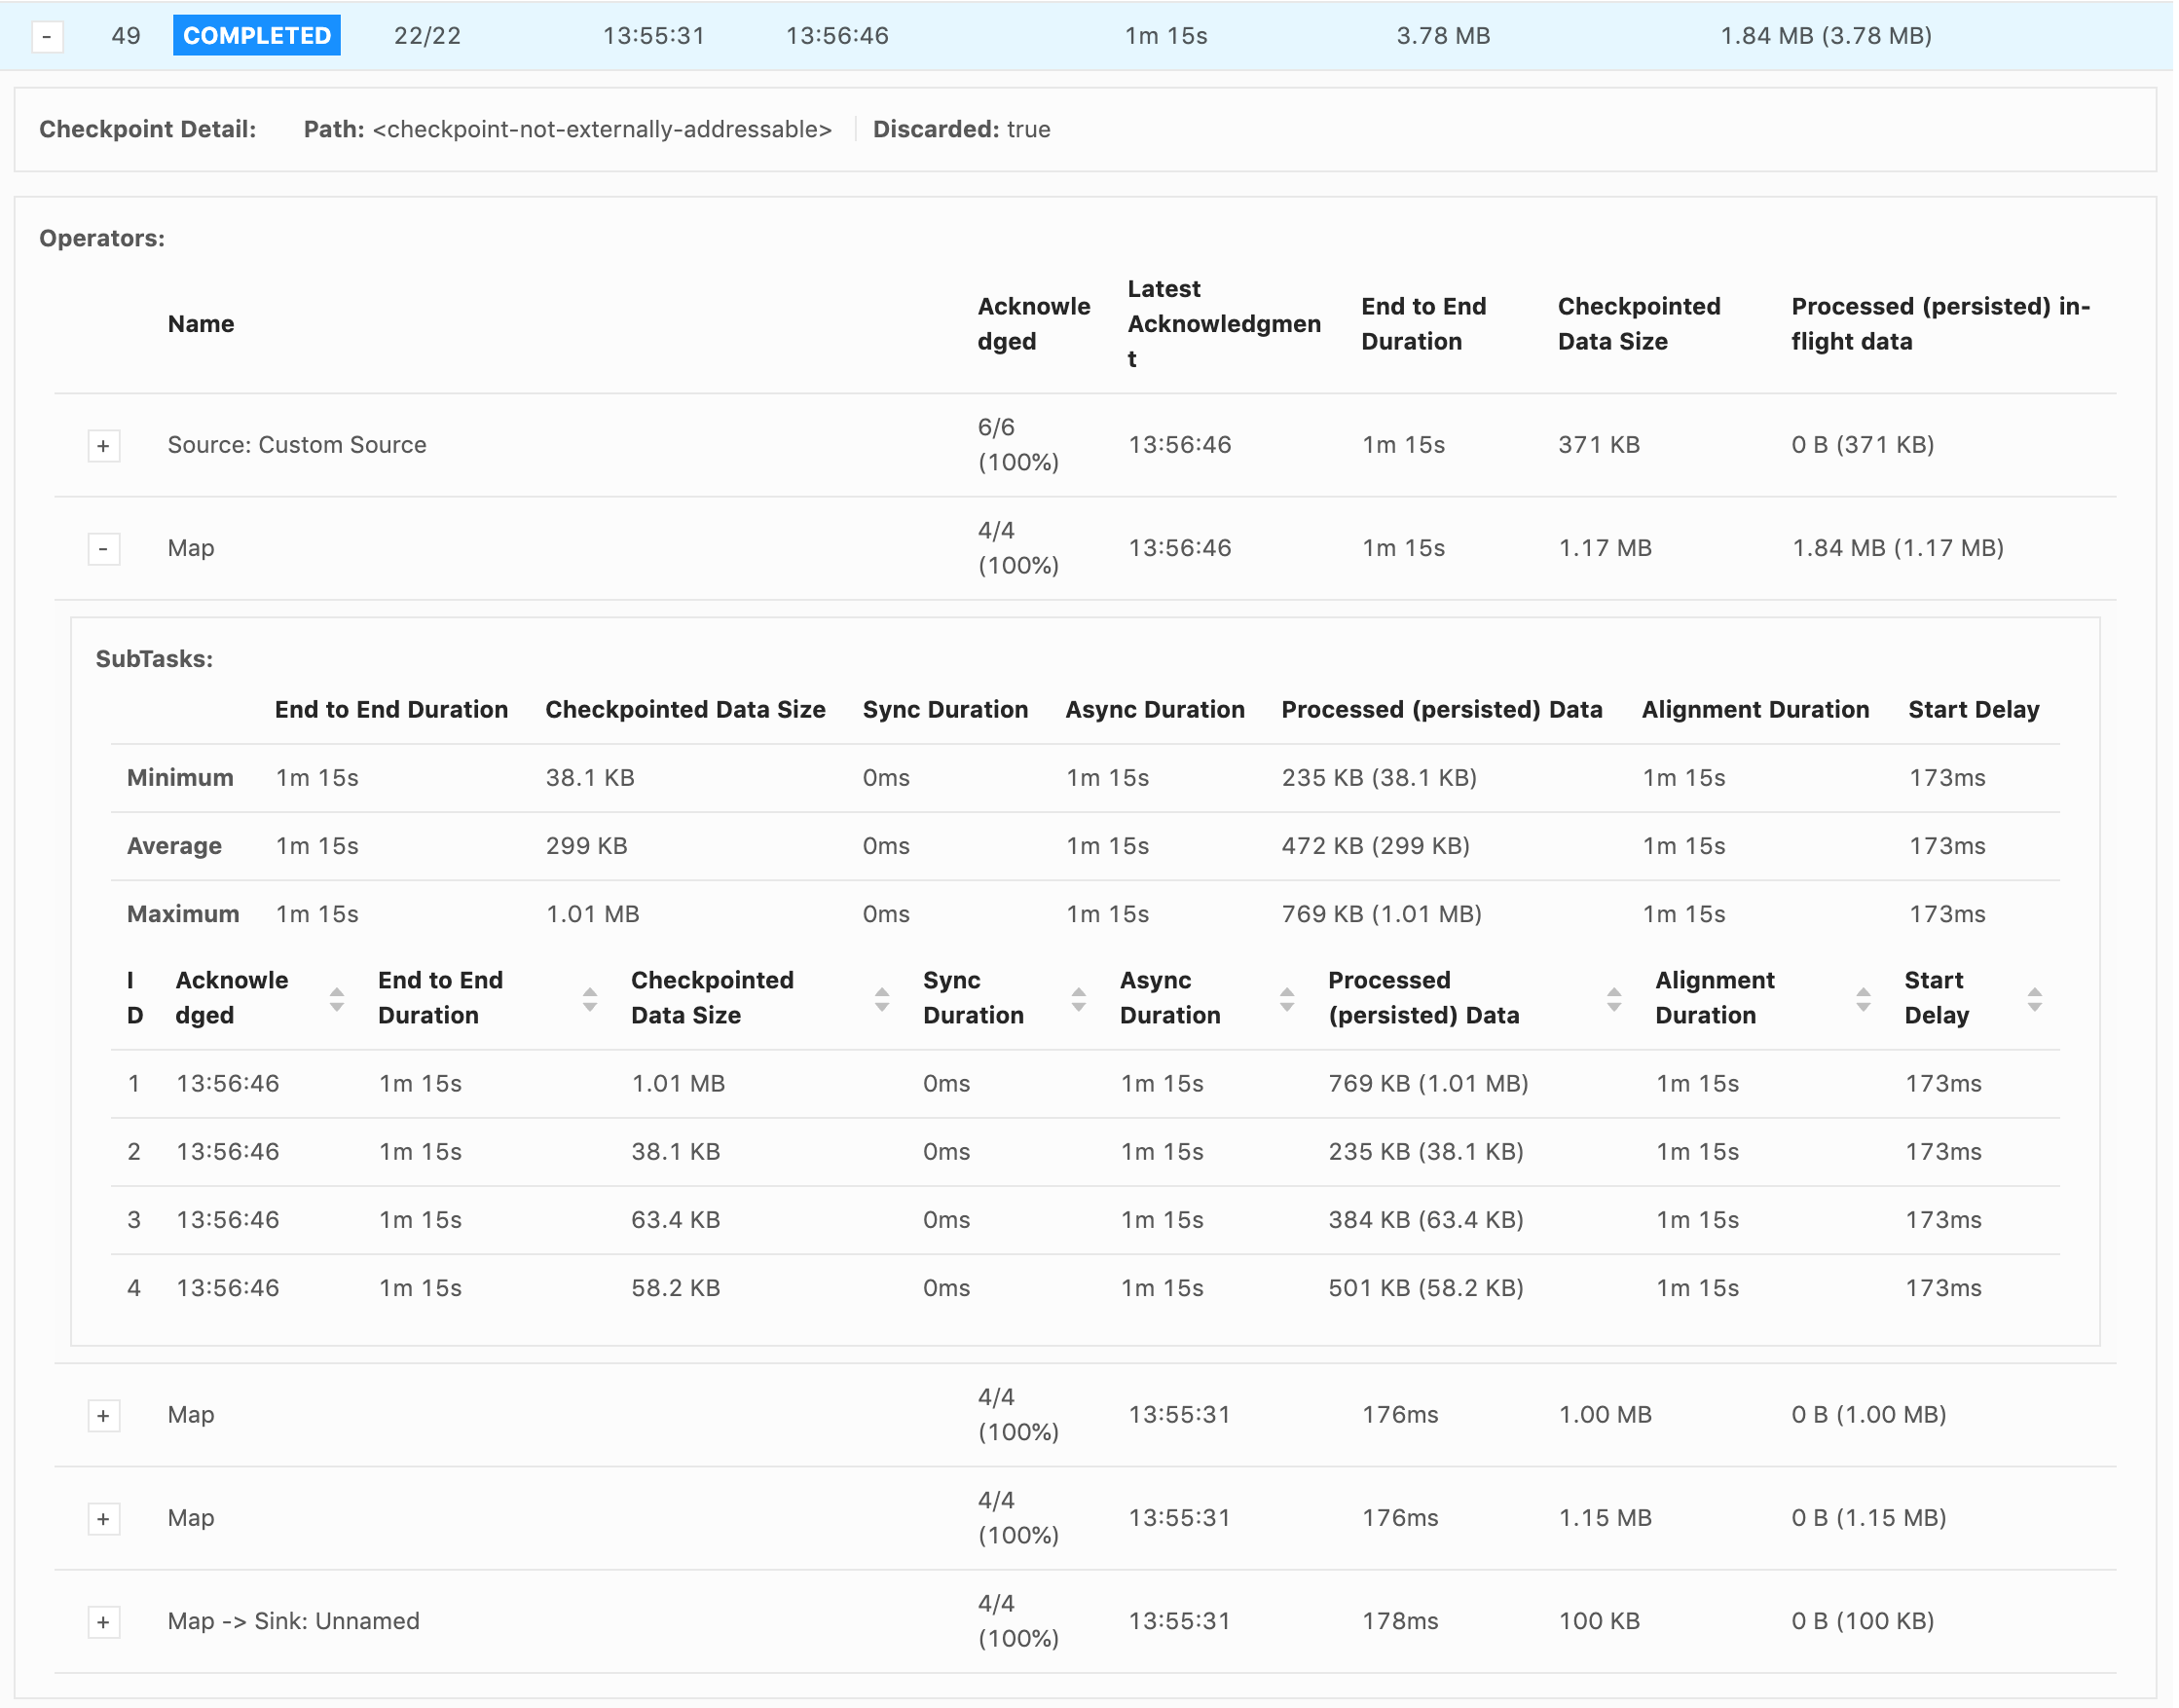 - 49 COMPLETED 22/22 13:55:31 13:56:46 1m 15s 3.78 MB 1.84 MB (3.78 MB)
Checkpoint Detail: Path: <checkpoint-not-externally-addressable> Discarded: true
Operators:
Name Acknowle
dged Latest
Acknowledgmen
t End to End
Duration Checkpointed
Data Size Processed (persisted) in-
flight data
+ Source: Custom Source 6/6
(100%) 13:56:46 1m 15s 371 KB 0 B (371 KB)
- Map 4/4
(100%) 13:56:46 1m 15s 1.17 MB 1.84 MB (1.17 MB)
SubTasks:
End to End Duration Checkpointed Data Size Sync Duration Async Duration Processed (persisted) Data Alignment Duration Start Delay
Minimum 1m 15s 38.1 KB 0ms 1m 15s 235 KB (38.1 KB) 1m 15s 173ms
Average 1m 15s 299 KB 0ms 1m 15s 472 KB (299 KB) 1m 15s 173ms
Maximum 1m 15s 1.01 MB 0ms 1m 15s 769 KB (1.01 MB) 1m 15s 173ms
I
D Acknowle
dged End to End
Duration Checkpointed
Data Size Sync
Duration Async
Duration Processed
(persisted) Data Alignment
Duration Start
Delay
1 13:56:46 1m 15s 1.01 MB 0ms 1m 15s 769 KB (1.01 MB) 1m 15s 173ms
2 13:56:46 1m 15s 38.1 KB 0ms 1m 15s 235 KB (38.1 KB) 1m 15s 173ms
3 13:56:46 1m 15s 63.4 KB 0ms 1m 15s 384 KB (63.4 KB) 1m 15s 173ms
4 13:56:46 1m 15s 58.2 KB 0ms 1m 15s 501 KB (58.2 KB) 1m 15s 173ms
+ Map 4/4
(100%) 13:55:31 176ms 1.00 MB 0 B (1.00 MB)
+ Map 4/4
(100%) 13:55:31 176ms 1.15 MB 0 B (1.15 MB)
+ Map -> Sink: Unnamed 4/4
(100%) 13:55:31 178ms 100 KB 0 B (100 KB)